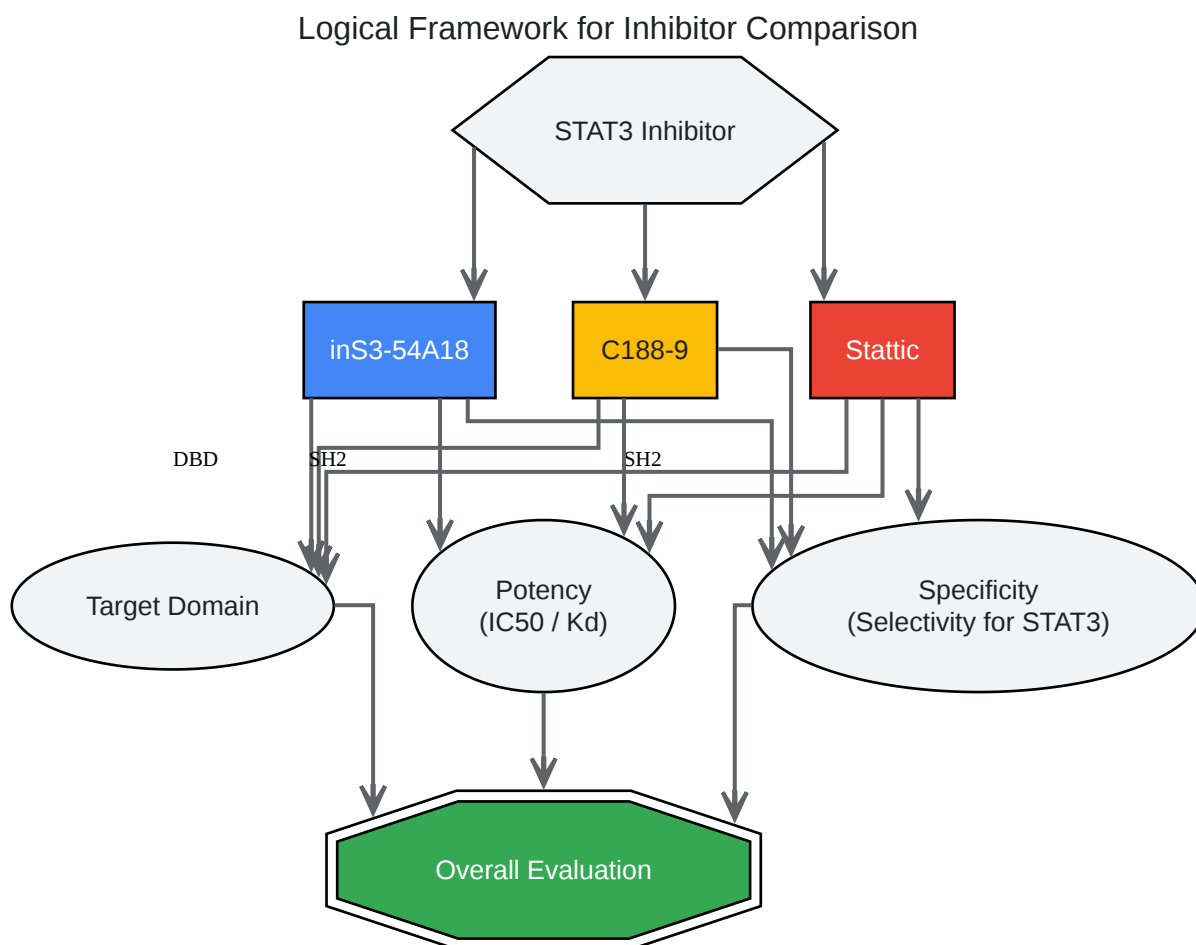 Logical Framework for Inhibitor Comparison
STAT3 Inhibitor
inS3-54A18
C188-9
Stattic
DBD
SH2
SH2
Target Domain
Potency
(IC50 / Kd)
Specificity
(Selectivity for STAT3)
Overall Evaluation